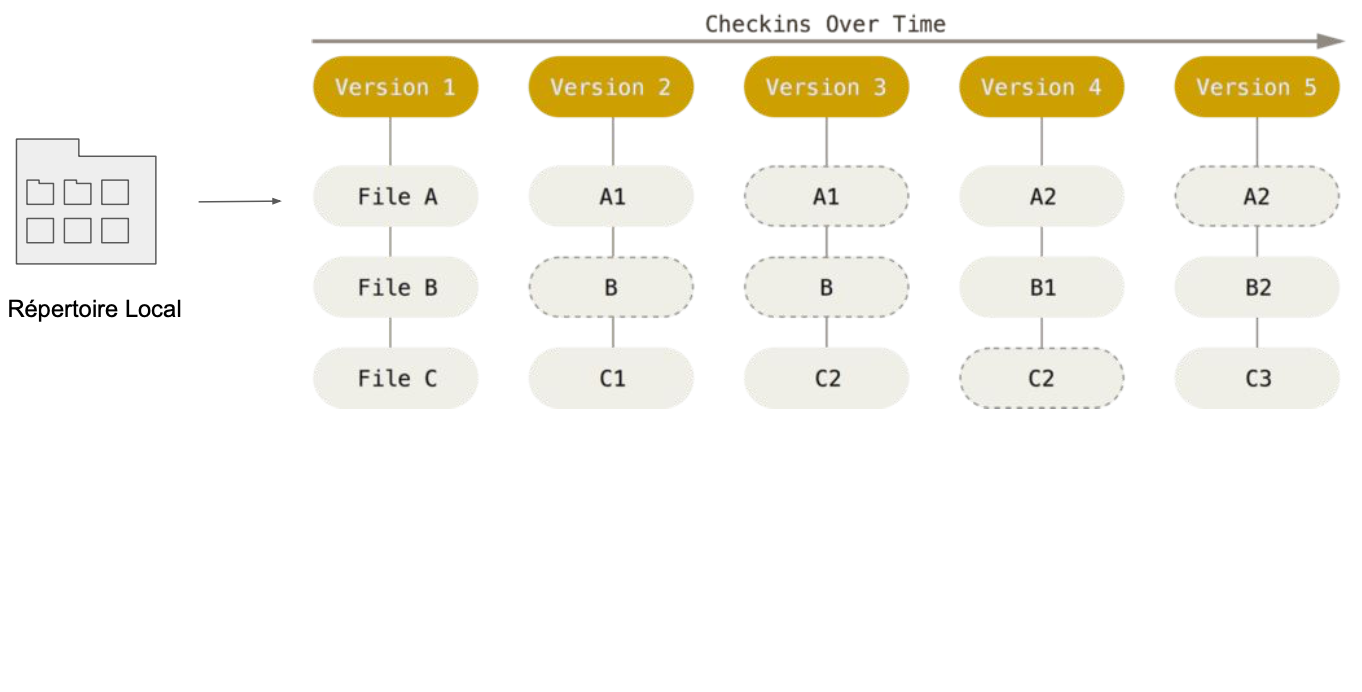 Checkins Over Time
Version 1 Version 2 Version 3 Version 4 Version 5
File A A1 A1 A2 A2
File B B B B1 B2
Répertoire Local
File C C1 C2 C2 C3